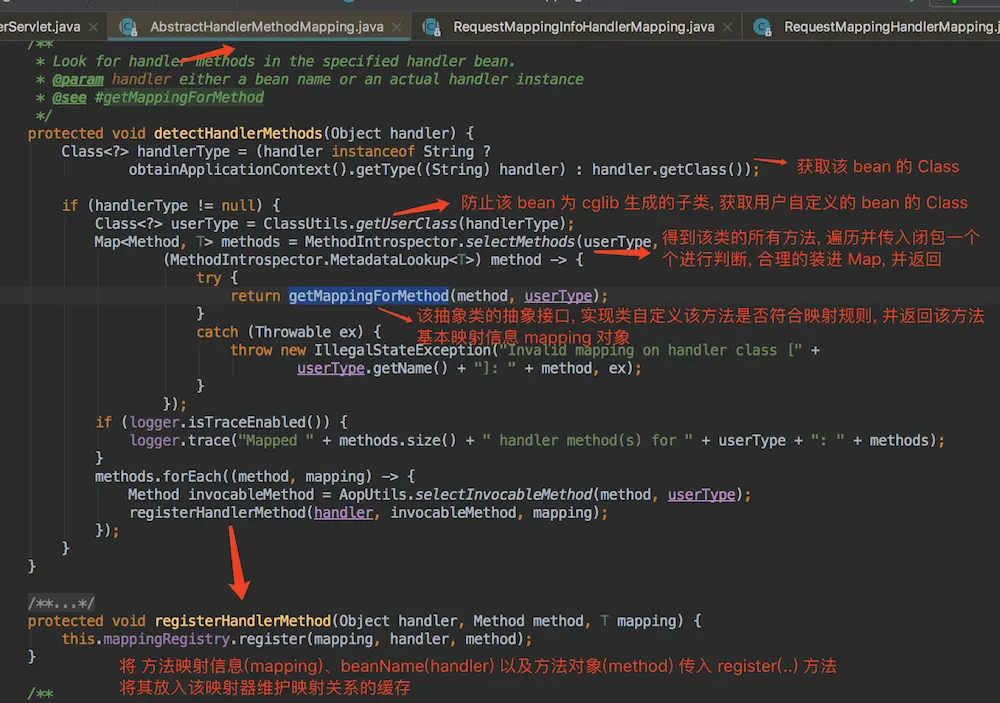 erServlet.java × AbstractHandlerMethodMapping.java × RequestMappingInfoHandlerMapping.java × RequestMappingHandlerMapping.j
/**
* Look for handler methods in the specified handler bean.
* @param handler either a bean name or an actual handler instance
* @see #getMappingForMethod
*/
protected void detectHandlerMethods(Object handler) {
Class<?> handlerType = (handler instanceof String ?
obtainApplicationContext().getType((String) handler) : handler.getClass()); 获取该 bean 的 Class
if (handlerType != null) { 防止该 bean 为 cglib 生成的子类, 获取用户自定义的 bean 的 Class
Class<?> userType = ClassUtils.getUserClass(handlerType);
Map<Method, T> methods = MethodIntrospector.selectMethods(userType, 得到该类的所有方法, 遍历并传入闭包一个
(MethodIntrospector.MetadataLookup<T>) method -> { 个进行判断, 合理的装进 Map, 并返回
try {
return getMappingForMethod(method, userType);
} 该抽象类的抽象接口, 实现类自定义该方法是否符合映射规则, 并返回该方法
catch (Throwable ex) { 基本映射信息 mapping 对象
throw new IllegalStateException("Invalid mapping on handler class [" +
userType.getName() + "]: " + method, ex);
}
});
if (logger.isTraceEnabled()) {
logger.trace("Mapped " + methods.size() + " handler method(s) for " + userType + ": " + methods);
}
methods.forEach((method, mapping) -> {
Method invocableMethod = AopUtils.selectInvocableMethod(method, userType);
registerHandlerMethod(handler, invocableMethod, mapping);
});
}
}
/**...*/
protected void registerHandlerMethod(Object handler, Method method, T mapping) {
this.mappingRegistry.register(mapping, handler, method);
}
将 方法映射信息(mapping)、beanName(handler) 以及方法对象(method) 传入 register(..) 方法
将其放入该映射器维护映射关系的缓存
/**